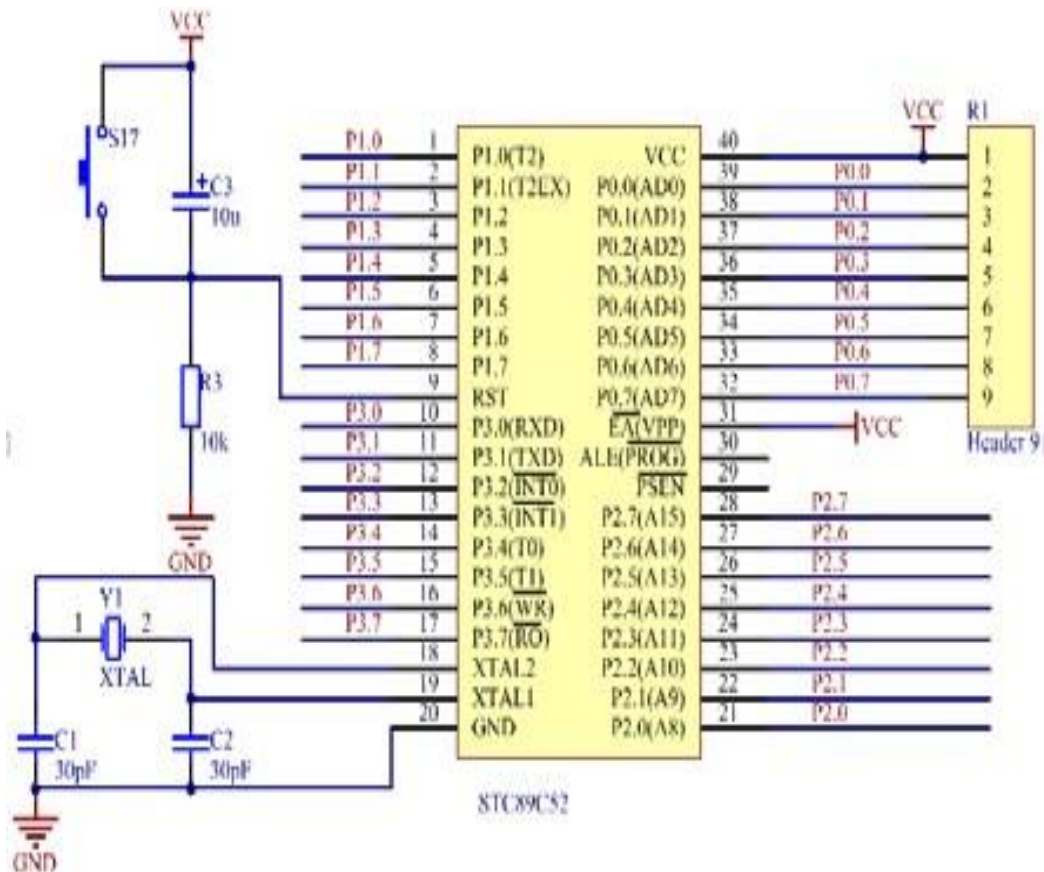 VCC
S17
+
C3
10u
R3
10k
GND
Y1
1 2
XTAL
C1
30pF
C2
30pF
GND
P1.0 1 P1.0(T2)
P1.1 2 P1.1(T2EX)
P1.2 3 P1.2
P1.3 4 P1.3
P1.4 5 P1.4
P1.5 6 P1.5
P1.6 7 P1.6
P1.7 8 P1.7
9 RST
P3.0 10 P3.0(RXD)
P3.1 11 P3.1(TXD)
P3.2 12 P3.2(INT0)
P3.3 13 P3.3(INT1)
P3.4 14 P3.4(T0)
P3.5 15 P3.5(T1)
P3.6 16 P3.6(WR)
P3.7 17 P3.7(RO)
18 XTAL2
19 XTAL1
20 GND
VCC 40
P0.0(AD0) 39 P0.0
P0.1(AD1) 38 P0.1
P0.2(AD2) 37 P0.2
P0.3(AD3) 36 P0.3
P0.4(AD4) 35 P0.4
P0.5(AD5) 34 P0.5
P0.6(AD6) 33 P0.6
P0.7(AD7) 32 P0.7
EA(VPP) 31 VCC
ALE(PROG) 30
PSEN 29
P2.7(A15) 28 P2.7
P2.6(A14) 27 P2.6
P2.5(A13) 26 P2.5
P2.4(A12) 25 P2.4
P2.3(A11) 24 P2.3
P2.2(A10) 23 P2.2
P2.1(A9) 22 P2.1
P2.0(A8) 21 P2.0
STC89C52
VCC
R1
1
2
3
4
5
6
7
8
9
Header 9